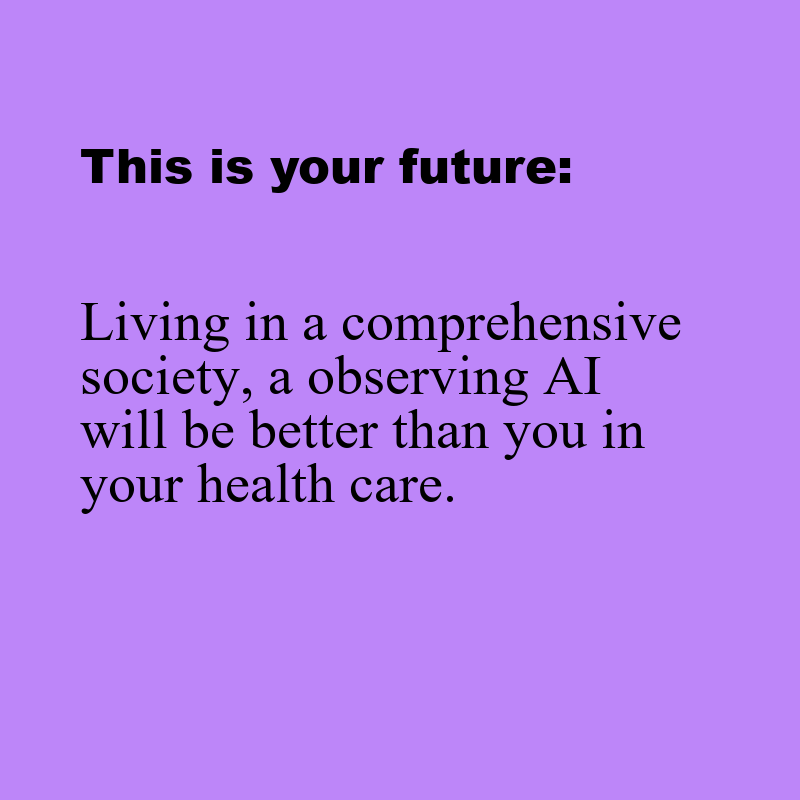 This is your future:
Living in a comprehensive
society, a observing AI
will be better than you in
your health care.